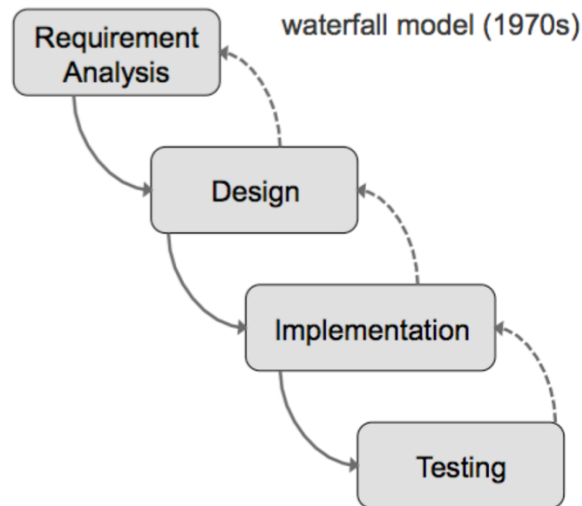 waterfall model (1970s)
Requirement
Analysis
Design
Implementation
Testing